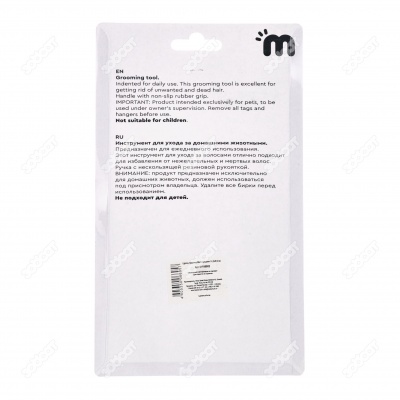 m
EN
Grooming tool.
Indented for daily use. This grooming tool is excellent for
getting rid of unwanted and dead hair.
Handle with non-slip rubber grip.
IMPORTANT: Product intended exclusively for pets, to be
used under owner's supervision. Remove all tags and
hangers before use.
Not suitable for children.
RU
Инструмент для ухода за домашними животными.
Предназначен для ежедневного использования.
Этот инструмент для ухода за волосами отлично подходит
для избавления от нежелательных и мертвых волос.
Ручка с нескользящей резиновой рукояткой.
ВНИМАНИЕ: продукт предназначен исключительно
для домашних животных, должен использоваться
под присмотром владельца. Удалите все бирки перед
использованием.
Не подходит для детей.